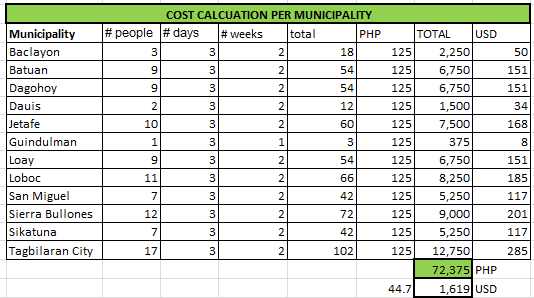 COST CALCUATION PER MUNICIPALITY
Municipality # people # days # weeks total PHP TOTAL USD
Baclayon 3 3 2 18 125 2,250 50
Batuan 9 3 2 54 125 6,750 151
Dagohoy 9 3 2 54 125 6,750 151
Dauis 2 3 2 12 125 1,500 34
Jetafe 10 3 2 60 125 7,500 168
Guindulman 1 3 1 3 125 375 8
Loay 9 3 2 54 125 6,750 151
Loboc 11 3 2 66 125 8,250 185
San Miguel 7 3 2 42 125 5,250 117
Sierra Bullones 12 3 2 72 125 9,000 201
Sikatuna 7 3 2 42 125 5,250 117
Tagbilaran City 17 3 2 102 125 12,750 285
72,375 PHP
44.7 1,619 USD